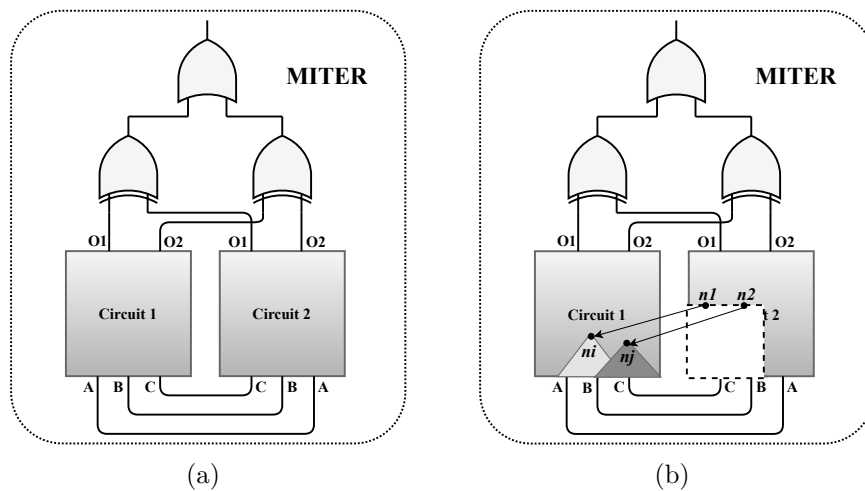 MITER
O1 O2 O1 O2
Circuit 1 Circuit 2
A B C C B A
(a)
MITER
O1 O2 O1 O2
n1 n2
Circuit 1 t 2
ni nj
A B C C B A
(b)